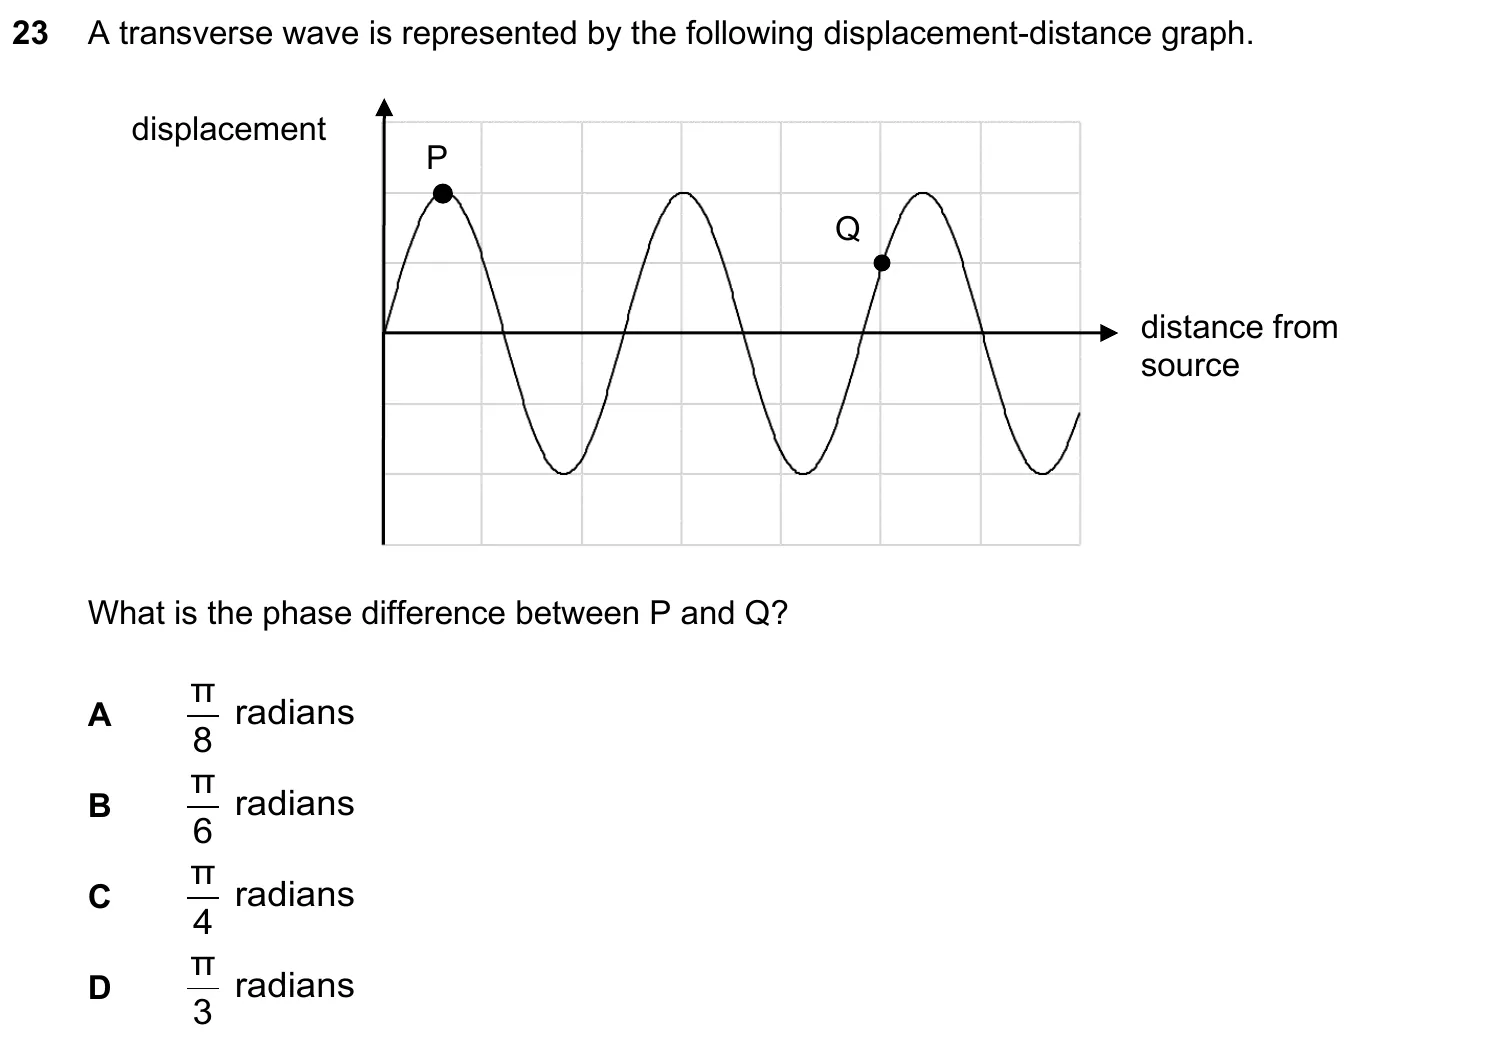 23 A transverse wave is represented by the following displacement-distance graph.
displacement
P
Q
distance from
source
What is the phase difference between P and Q?
A π/8 radians
B π/6 radians
C π/4 radians
D π/3 radians